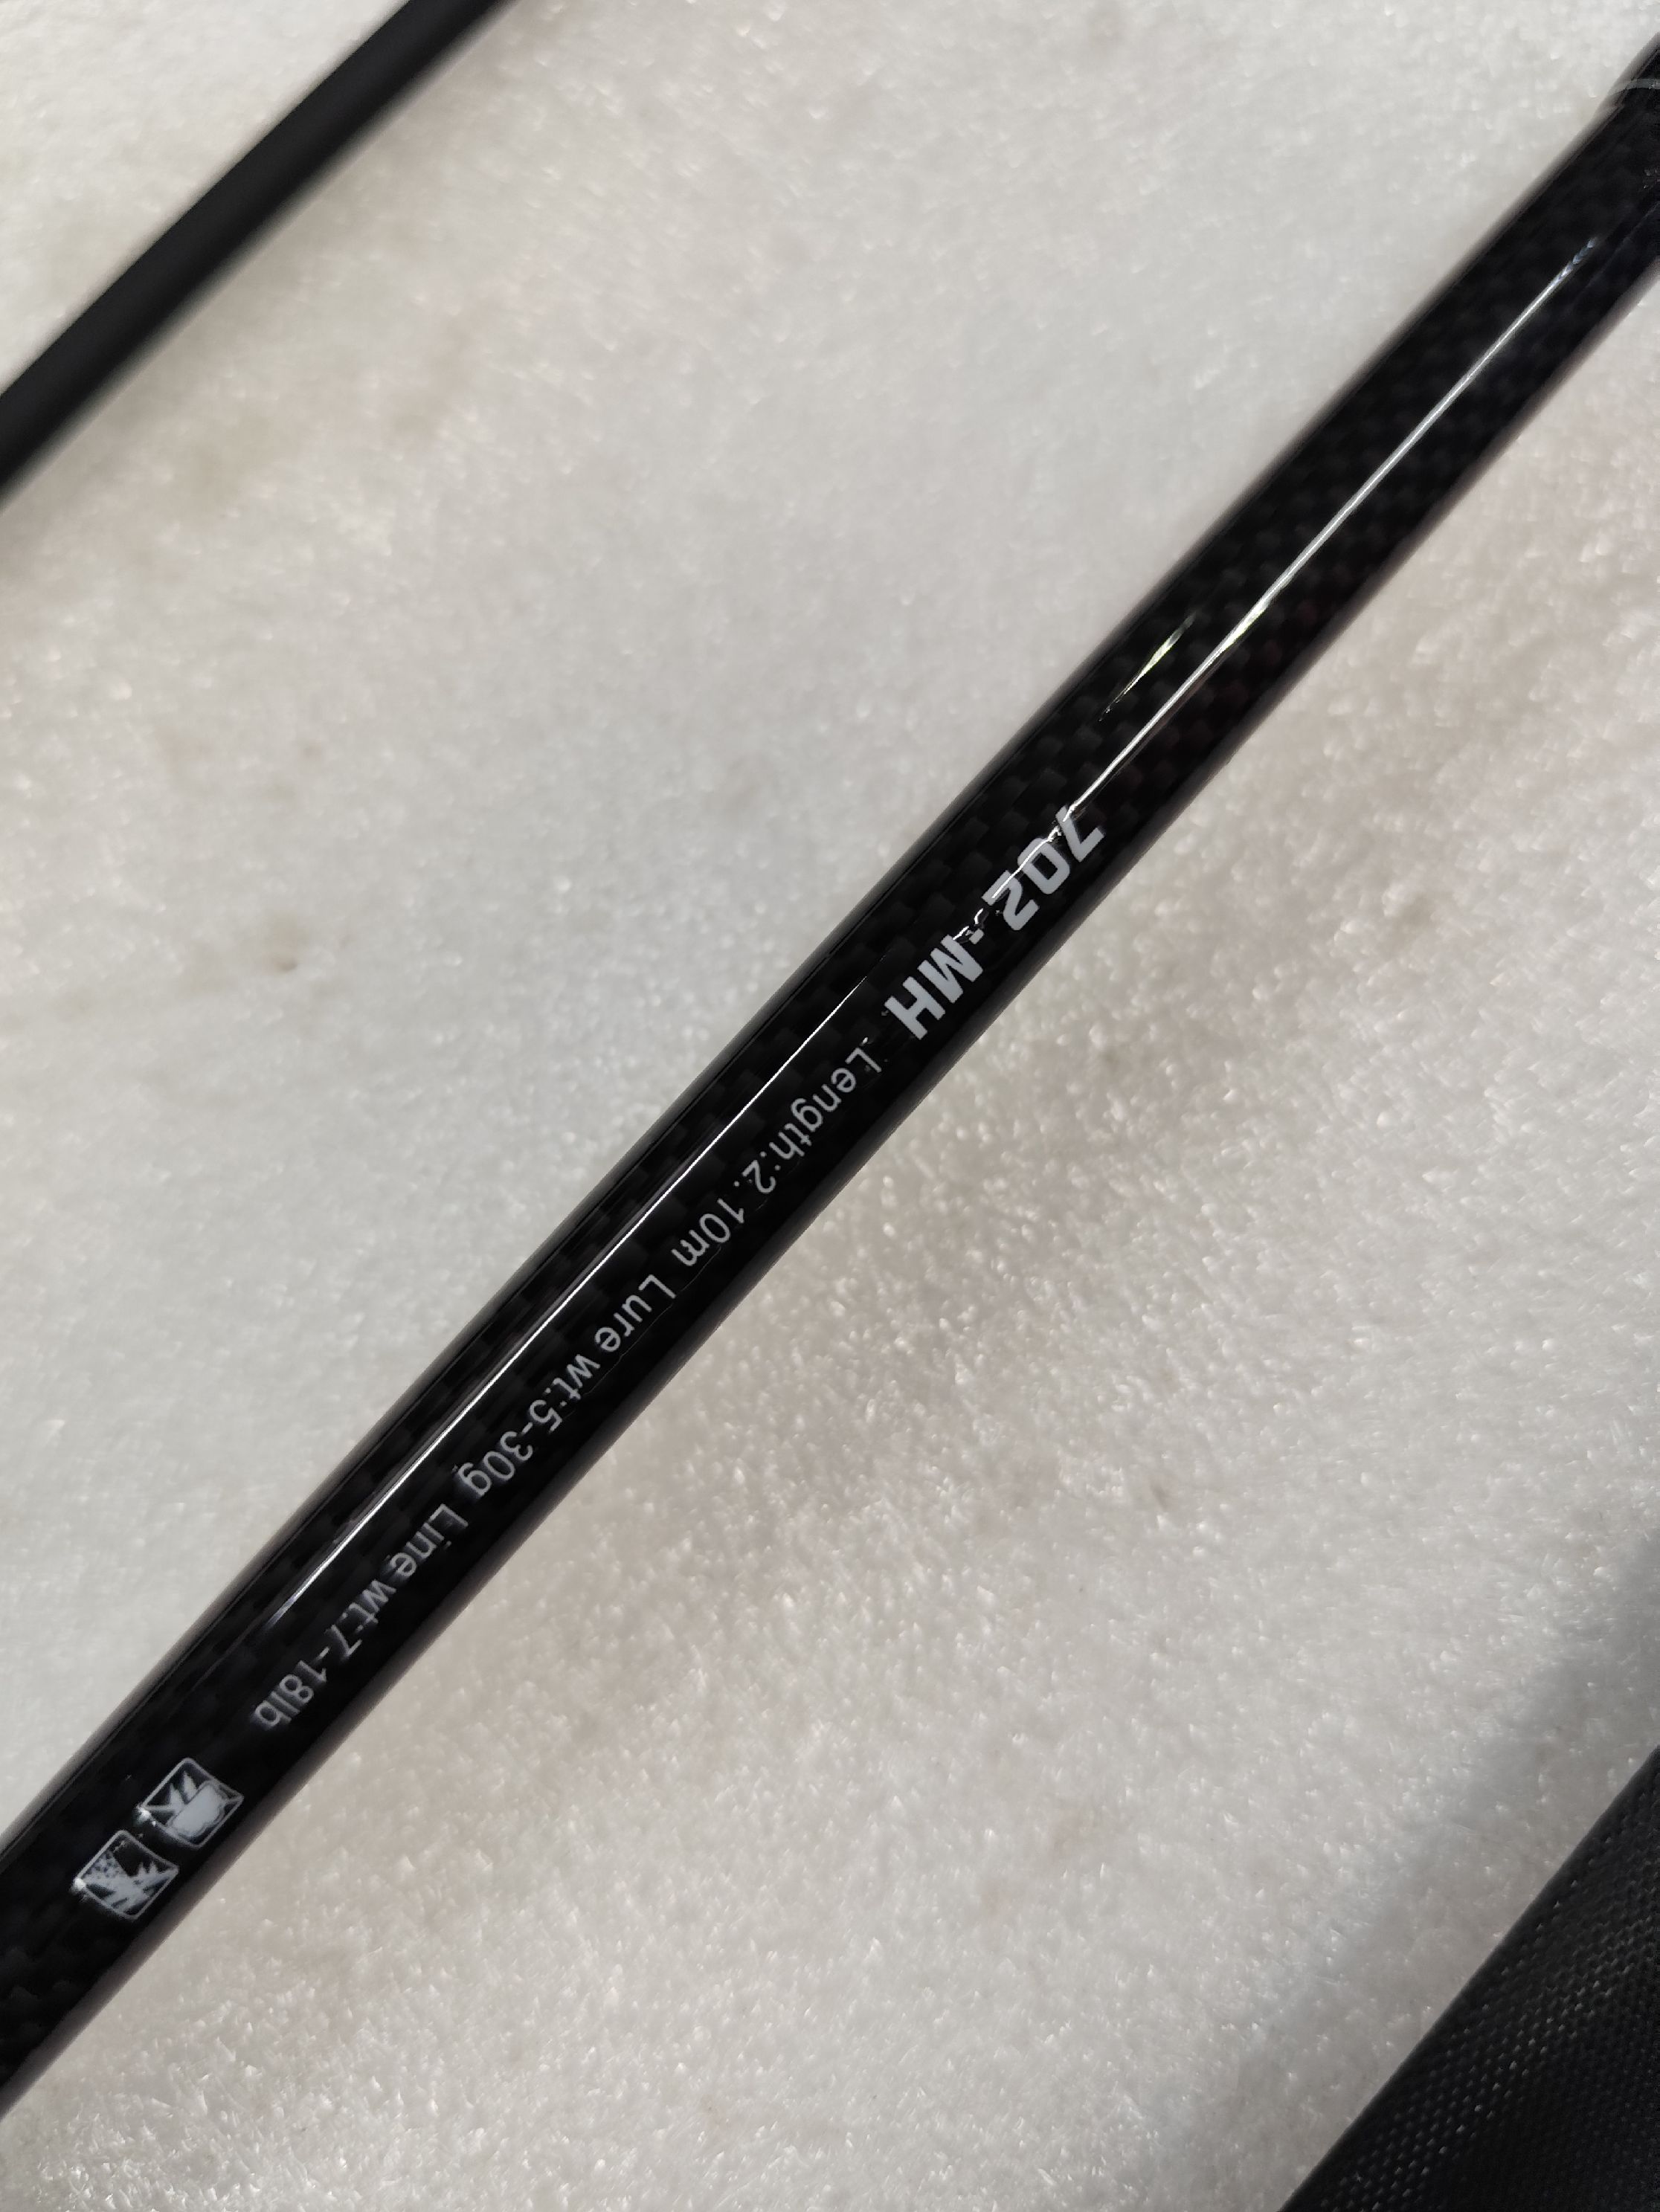 702-MH Length:2.10m Lure wt:5-30g Line wt:7-18lb